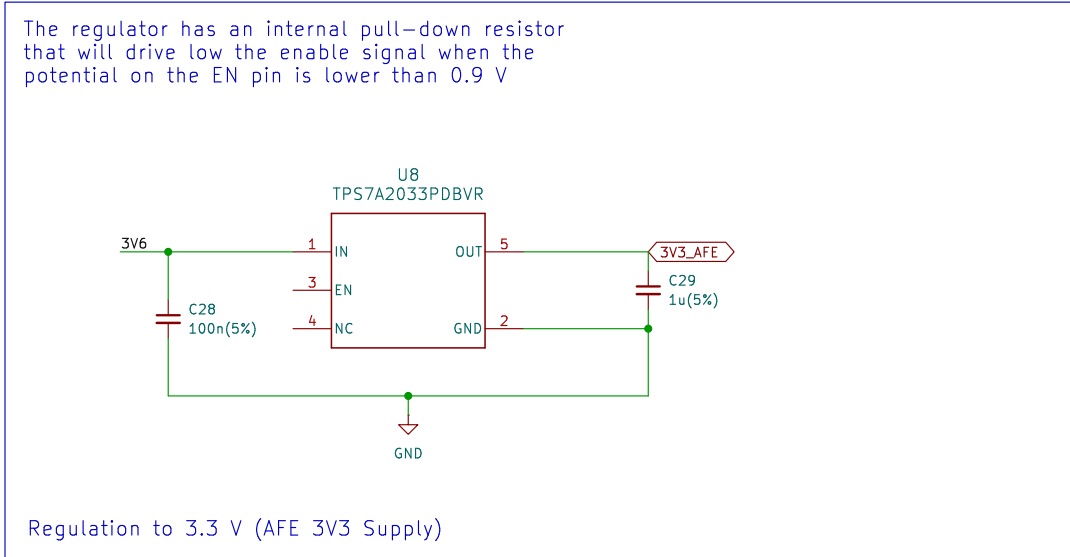 The regulator has an internal pull-down resistor
that will drive low the enable signal when the
potential on the EN pin is lower than 0.9 V
U8
TPS7A2033PDBVR
3V6
1
IN
OUT
5
3V3_AFE
3
EN
C29
1u(5%)
C28
100n(5%)
4
NC
GND
2
GND
Regulation to 3.3 V (AFE 3V3 Supply)